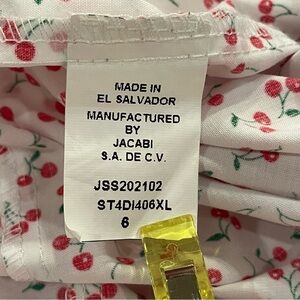 MADE IN
EL SALVADOR
MANUFACTURED
BY
JACABI
S.A. DE C.V.
JSS202102
ST4DI406XL
6